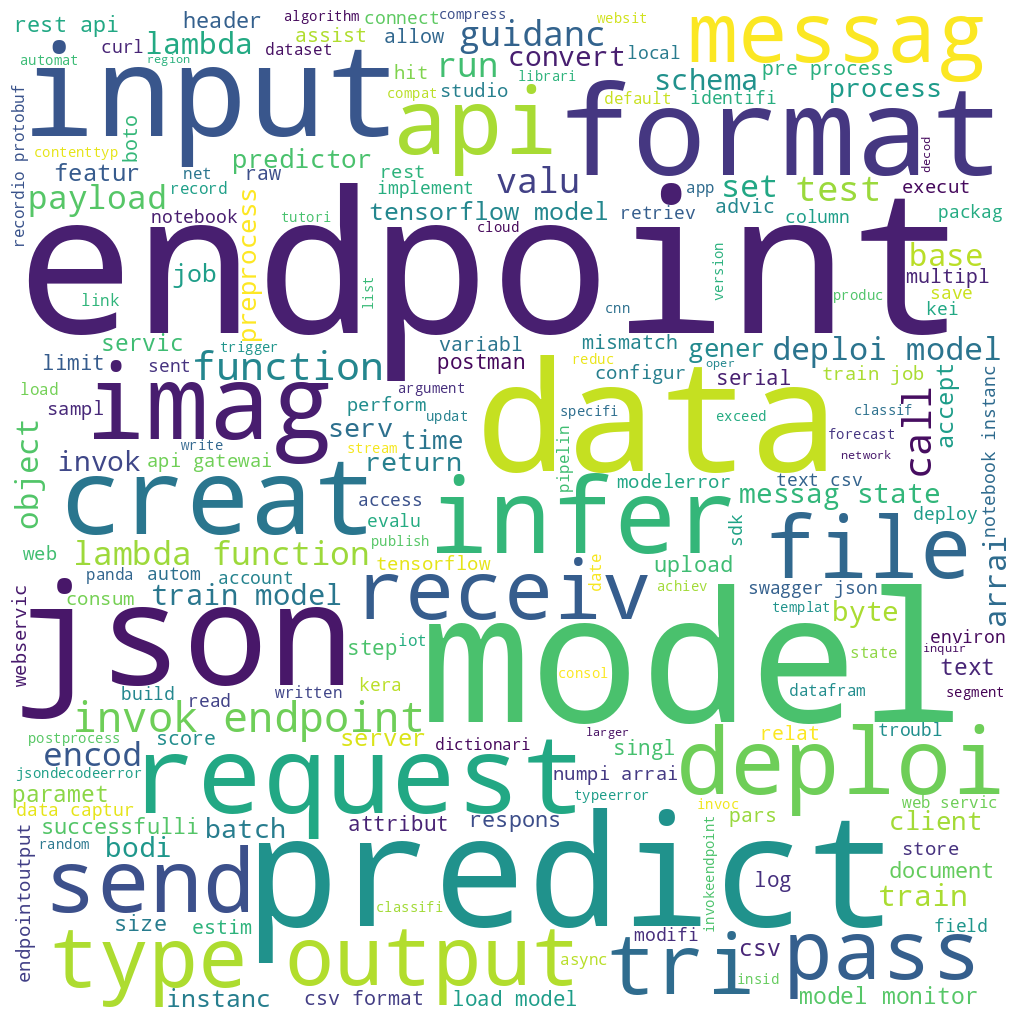 rest api
header
algorithm
connect
compress
websit
messag
automat
curl
lambda
dataset
assist
allow
guidanc
local
region
input
hit
run
convert
librari
schema
pre process
compat
studio
default
identifi
process
recordio protobuf
contenttyp
boto
api
format
decod
predictor
featur
net
raw
rest
implement
valu
app
set
test
execut
payload
record
notebook
preprocess
tutori
tensorflow model
cloud
retriev
advic
column
packag
endpoint
base
multipl
job
link
list
cnn
version
produc
save
kei
servic
trigger
variabl
mismatch
gener
deploi model
limit
sent
function
postman
reduc
configur
oper
serial
train job
load
sampl
imag
argument
perform
updat
data
specifi
exceed
classif
call
accept
write
serv
time
stream
forecast
network
notebook instanc
object
invok
api gatewai
return
pipelin
modelerror
text csv
creat
access
infer
messag state
file
deploy
evalu
publish
sdk
web
lambda function
tensorflow
date
upload
arrai
panda
autom
account
receiv
achiev
swagger json
consum
train model
templat
byte
webservic
json
step
iot
model
environ
inquir
state
text
consol
build
read
written
kera
datafram
segment
invok endpoint
postprocess
score
server
dictionari
larger
singl
relat
troubl
encod
jsondecodeerror
request
numpi arrai
deploi
paramet
typeerror
invoc
web servic
data captur
pars
successfulli
batch
attribut
respons
client
endpointoutput
random
bodi
predict
invokeendpoint
store
send
log
document
classifi
train
size
estim
modifi
field
type output
async
tri
csv
pass
insid
instanc
csv format
load model
model monitor